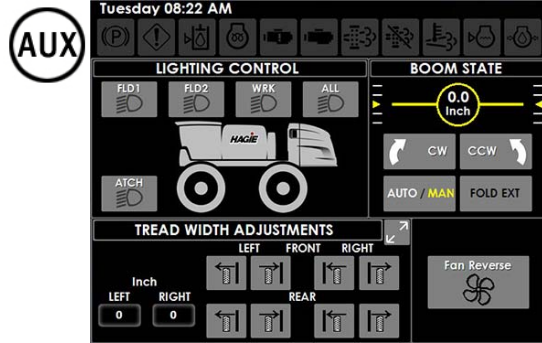 Tuesday 08:22 AM
AUX
(P)
LIGHTING CONTROL
BOOM STATE
FLD1 FLD2 WRK ALL
0.0
Inch
HAGIE
CW CCW
ATCH
AUTO / MAN FOLD EXT
TREAD WIDTH ADJUSTMENTS
LEFT FRONT RIGHT
Fan Reverse
Inch
LEFT RIGHT REAR
0 0